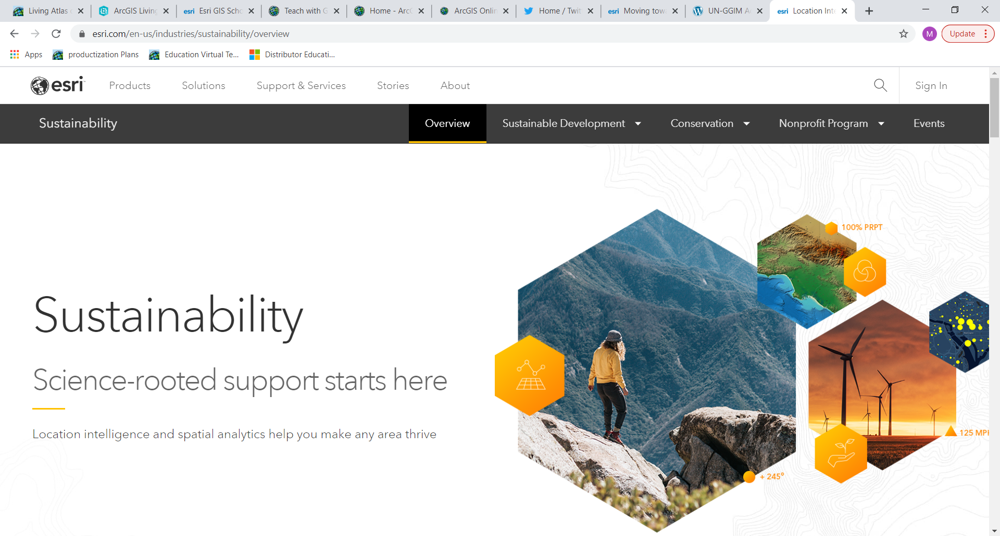 Living Atlas o
ArcGIS Living
esri Esri GIS Scho
Teach with G
Home - ArcG
ArcGIS Onlin
Home / Twit
esri Moving tow
UN-GGIM A
esri Location Inte
esri.com/en-us/industries/sustainability/overview
M
Update
Apps
productization Plans
Education Virtual Te...
Distributor Educati...
esri
Products
Solutions
Support & Services
Stories
About
Sign In
Sustainability
Overview
Sustainable Development
Conservation
Nonprofit Program
Events
100% PRPT
Sustainability
Science-rooted support starts here
Location intelligence and spatial analytics help you make any area thrive
125 MPH
+ 245°